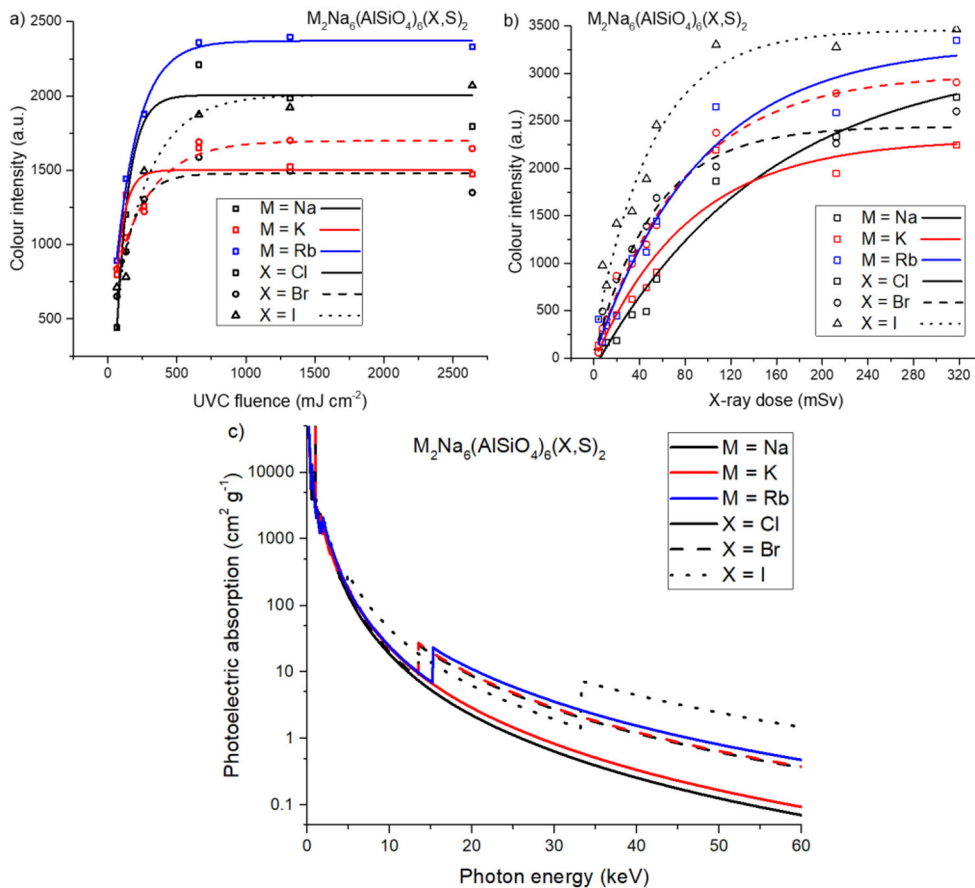 a)
M₂Na₆(AlSiO₄)₆(X,S)₂
2500
2250
2000
1750
1500
1250
1000
750
500
Colour intensity (a.u.)
M = Na
M = K
M = Rb
X = Cl
X = Br
X = I
0 500 1000 1500 2000 2500
UVC fluence (mJ cm⁻²)
b)
M₂Na₆(AlSiO₄)₆(X,S)₂
3500
3000
2500
2000
1500
1000
500
0
Colour intensity (a.u.)
M = Na
M = K
M = Rb
X = Cl
X = Br
X = I
0 40 80 120 160 200 240 280 320
X-ray dose (mSv)
c)
M₂Na₆(AlSiO₄)₆(X,S)₂
10000
1000
100
10
1
0.1
Photoelectric absorption (cm² g⁻¹)
M = Na
M = K
M = Rb
X = Cl
X = Br
X = I
0 10 20 30 40 50 60
Photon energy (keV)